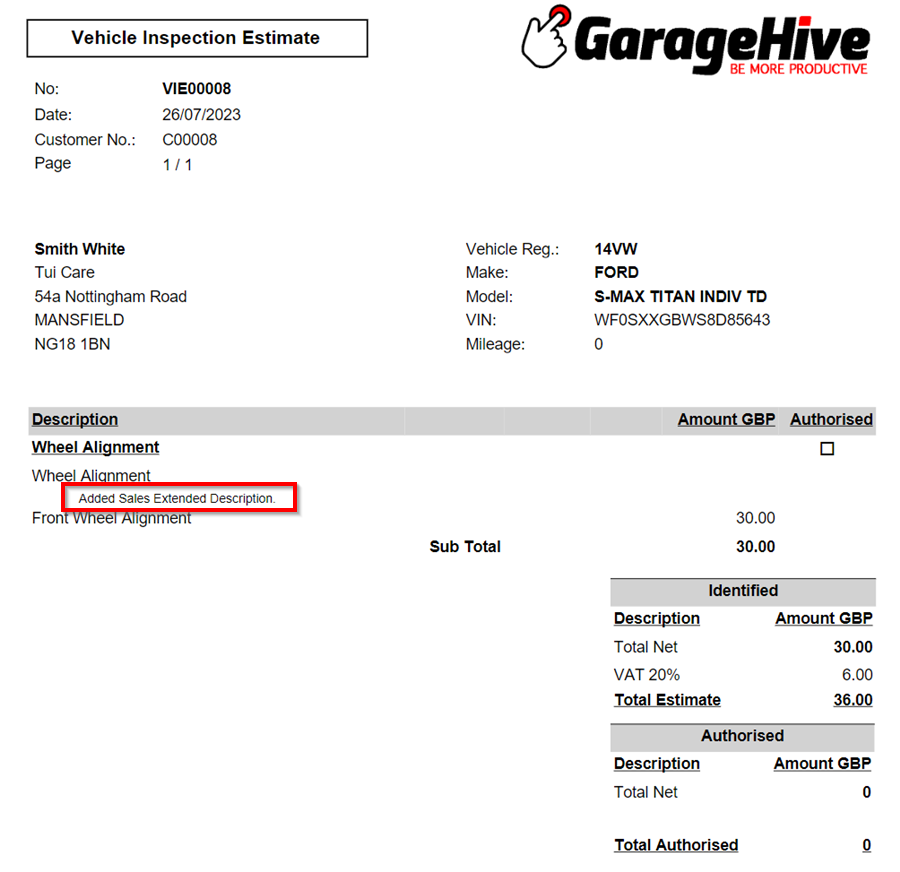 Vehicle Inspection Estimate
GarageHive
BE MORE PRODUCTIVE
No: VIE00008
Date: 26/07/2023
Customer No.: C00008
Page 1 / 1
Smith White
Tui Care
54a Nottingham Road
MANSFIELD
NG18 1BN
Vehicle Reg.: 14VW
Make: FORD
Model: S-MAX TITAN INDIV TD
VIN: WF0SXXGBWS8D85643
Mileage: 0
Description Amount GBP Authorised
Wheel Alignment
Wheel Alignment
Added Sales Extended Description.
Front Wheel Alignment 30.00
Sub Total 30.00
Identified
Description Amount GBP
Total Net 30.00
VAT 20% 6.00
Total Estimate 36.00
Authorised
Description Amount GBP
Total Net 0
Total Authorised 0